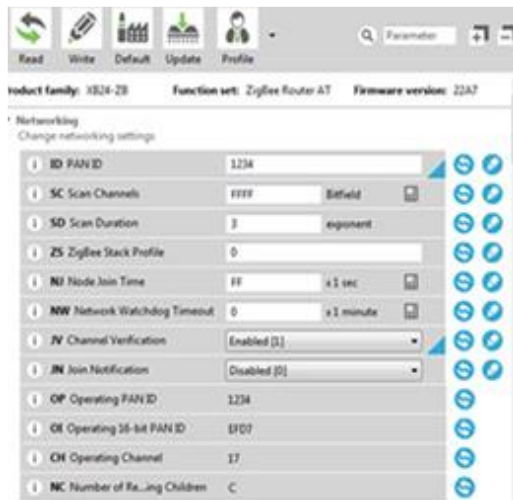 Read Write Default Update Profile
Parameter
roduct family: XB24-ZB Function set: ZigBee Router AT Firmware version: 22A7
Networking
Change networking settings
i ID PAN ID 1234
i SC Scan Channels FFFF Bitfield
i SD Scan Duration 3 exponent
i ZS ZigBee Stack Profile 0
i NJ Node Join Time FF x 1 sec
i NW Network Watchdog Timeout 0 x 1 minute
i JV Channel Verification Enabled [1]
i JN Join Notification Disabled [0]
i OP Operating PAN ID 1234
i OI Operating 16-bit PAN ID EFD7
i CH Operating Channel 17
i NC Number of Re...ing Children C